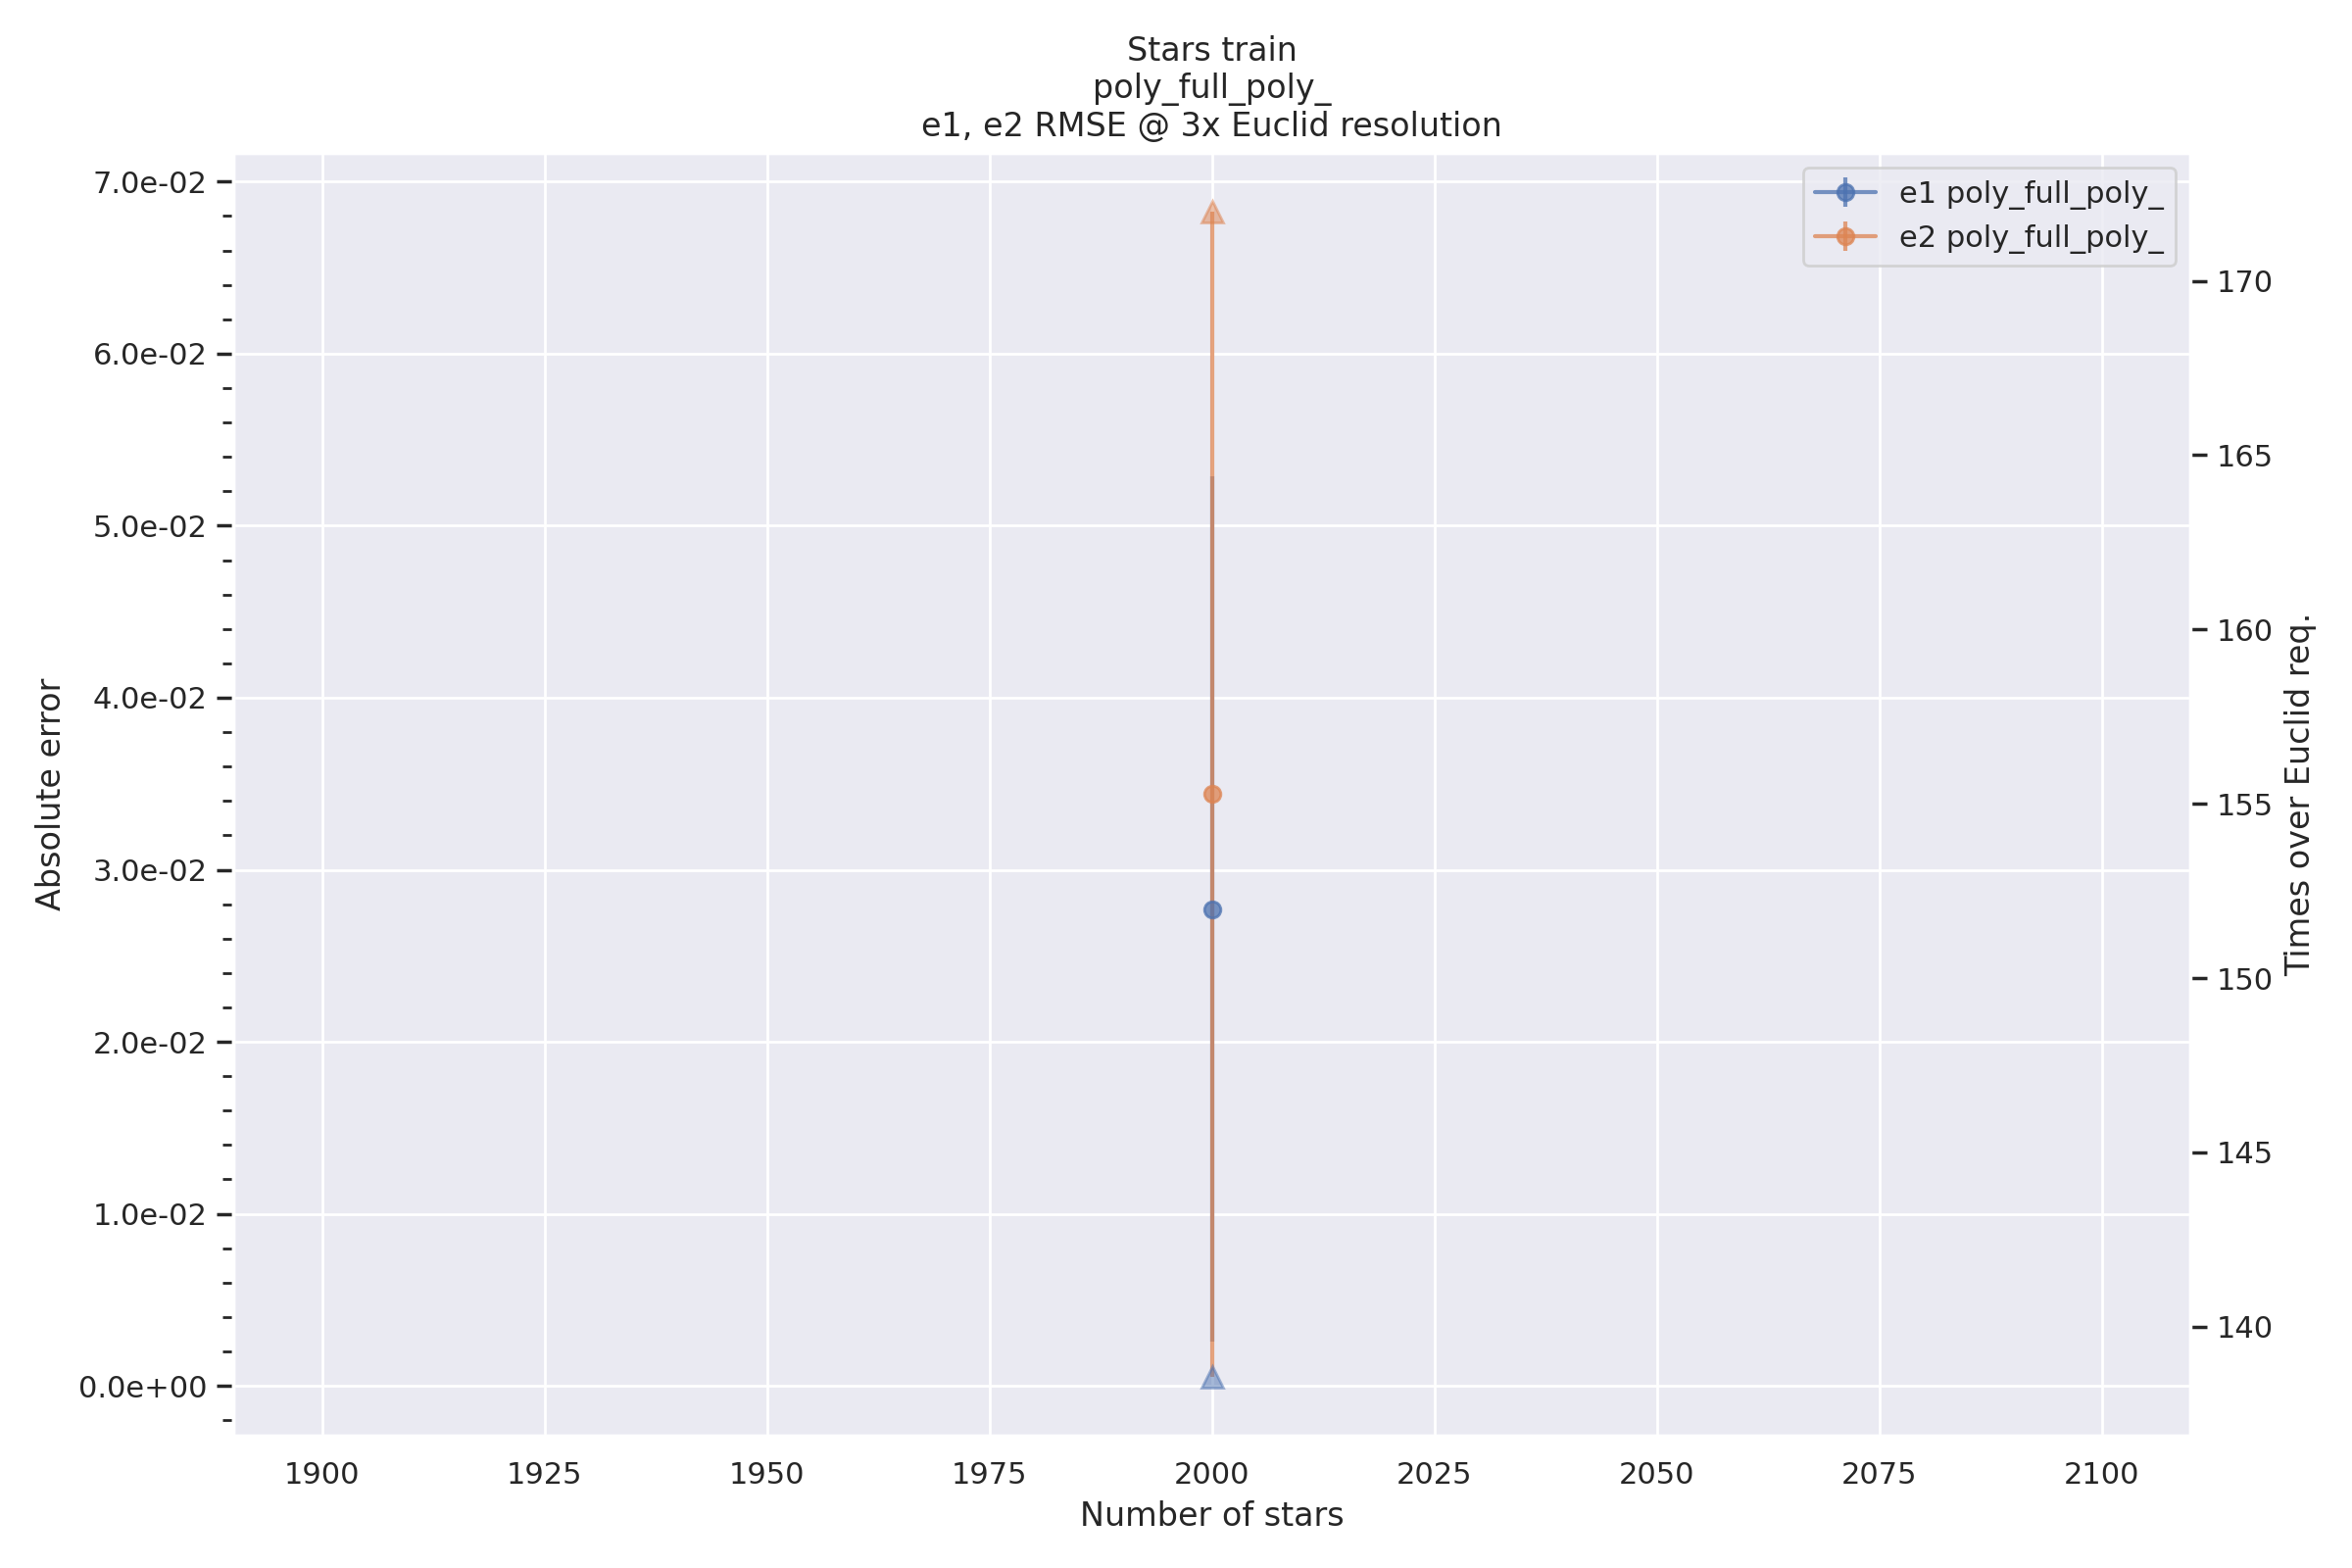 Stars train
poly_full_poly_
e1, e2 RMSE @ 3x Euclid resolution
e1 poly_full_poly_
e2 poly_full_poly_
Absolute error
7.0e-02
6.0e-02
5.0e-02
4.0e-02
3.0e-02
2.0e-02
1.0e-02
0.0e+00
170
165
160
155
150
145
140
Times over Euclid req.
1900 1925 1950 1975 2000 2025 2050 2075 2100
Number of stars